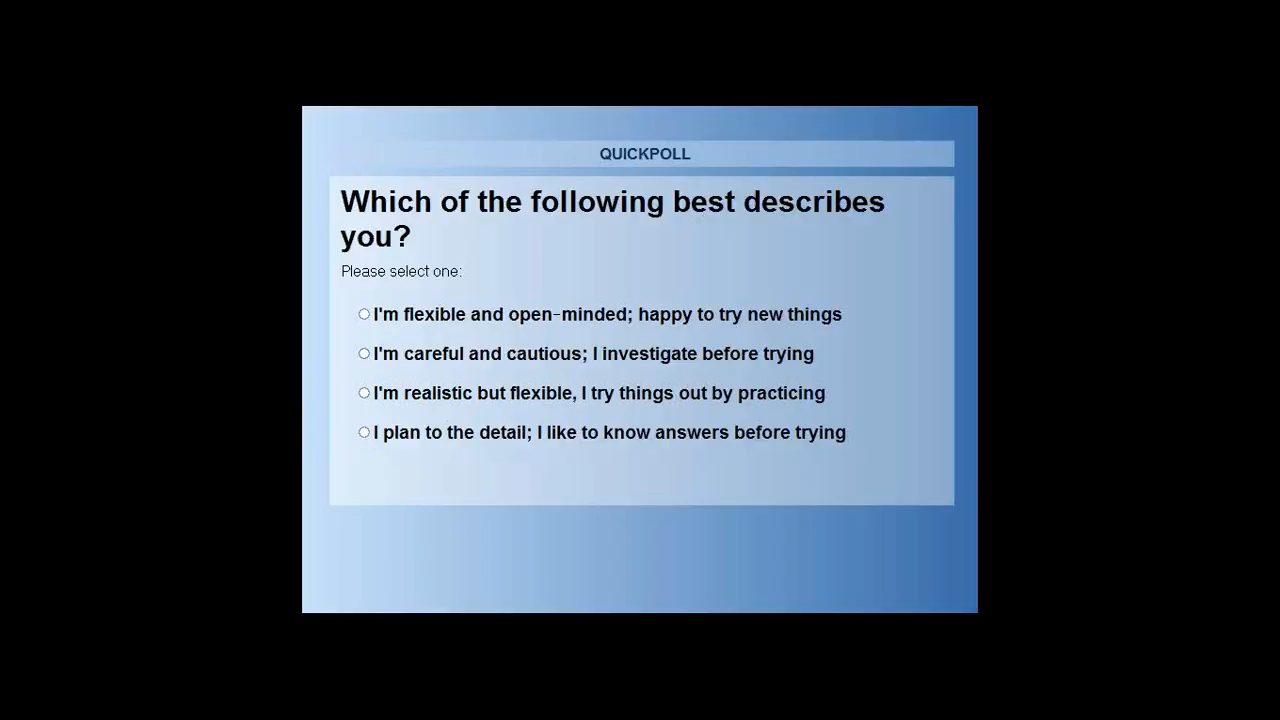 QUICKPOLL
Which of the following best describes
you?
Please select one:
I'm flexible and open-minded; happy to try new things
I'm careful and cautious; I investigate before trying
I'm realistic but flexible, I try things out by practicing
I plan to the detail; I like to know answers before trying